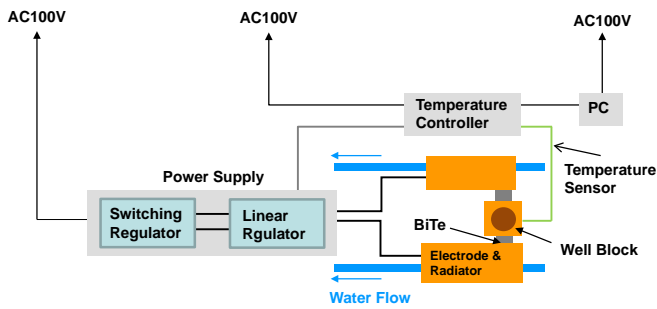 AC100V
AC100V
AC100V
Temperature
Controller
PC
Temperature
Sensor
Power Supply
Switching
Regulator
Linear
Rgulator
BiTe
Well Block
Electrode &
Radiator
Water Flow